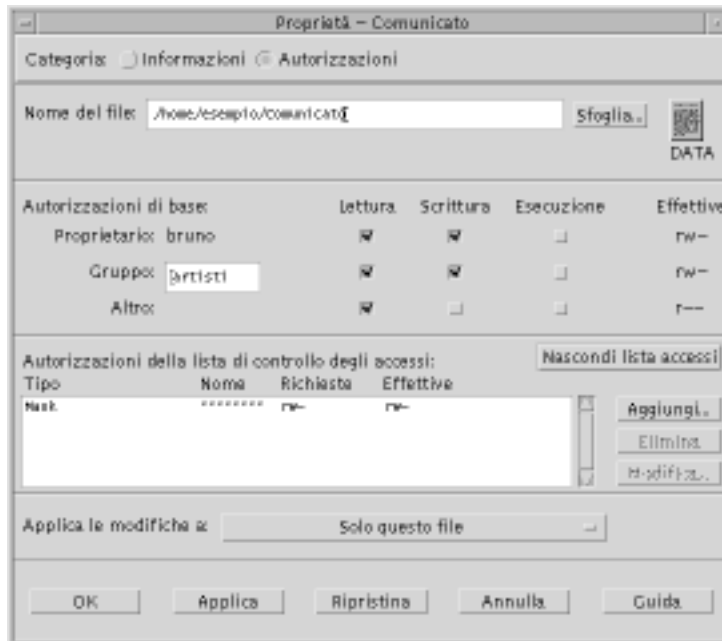 Proprietà - Comunicato
Categoria: Informazioni Autorizzazioni
Nome del file: /home/esempio/comunicato Sfoglia..
DATA
Autorizzazioni di base: Lettura Scrittura Esecuzione Effettive
Proprietario: bruno rw-
Gruppo: artisti rw-
Altro: r--
Autorizzazioni della lista di controllo degli accessi: Nascondi lista accessi
Tipo Nome Richieste Effettive
Mask ******** rw- rw-
Aggiungi..
Elimina
Modifica..
Applica le modifiche a: Solo questo file
OK Applica Ripristina Annulla Guida